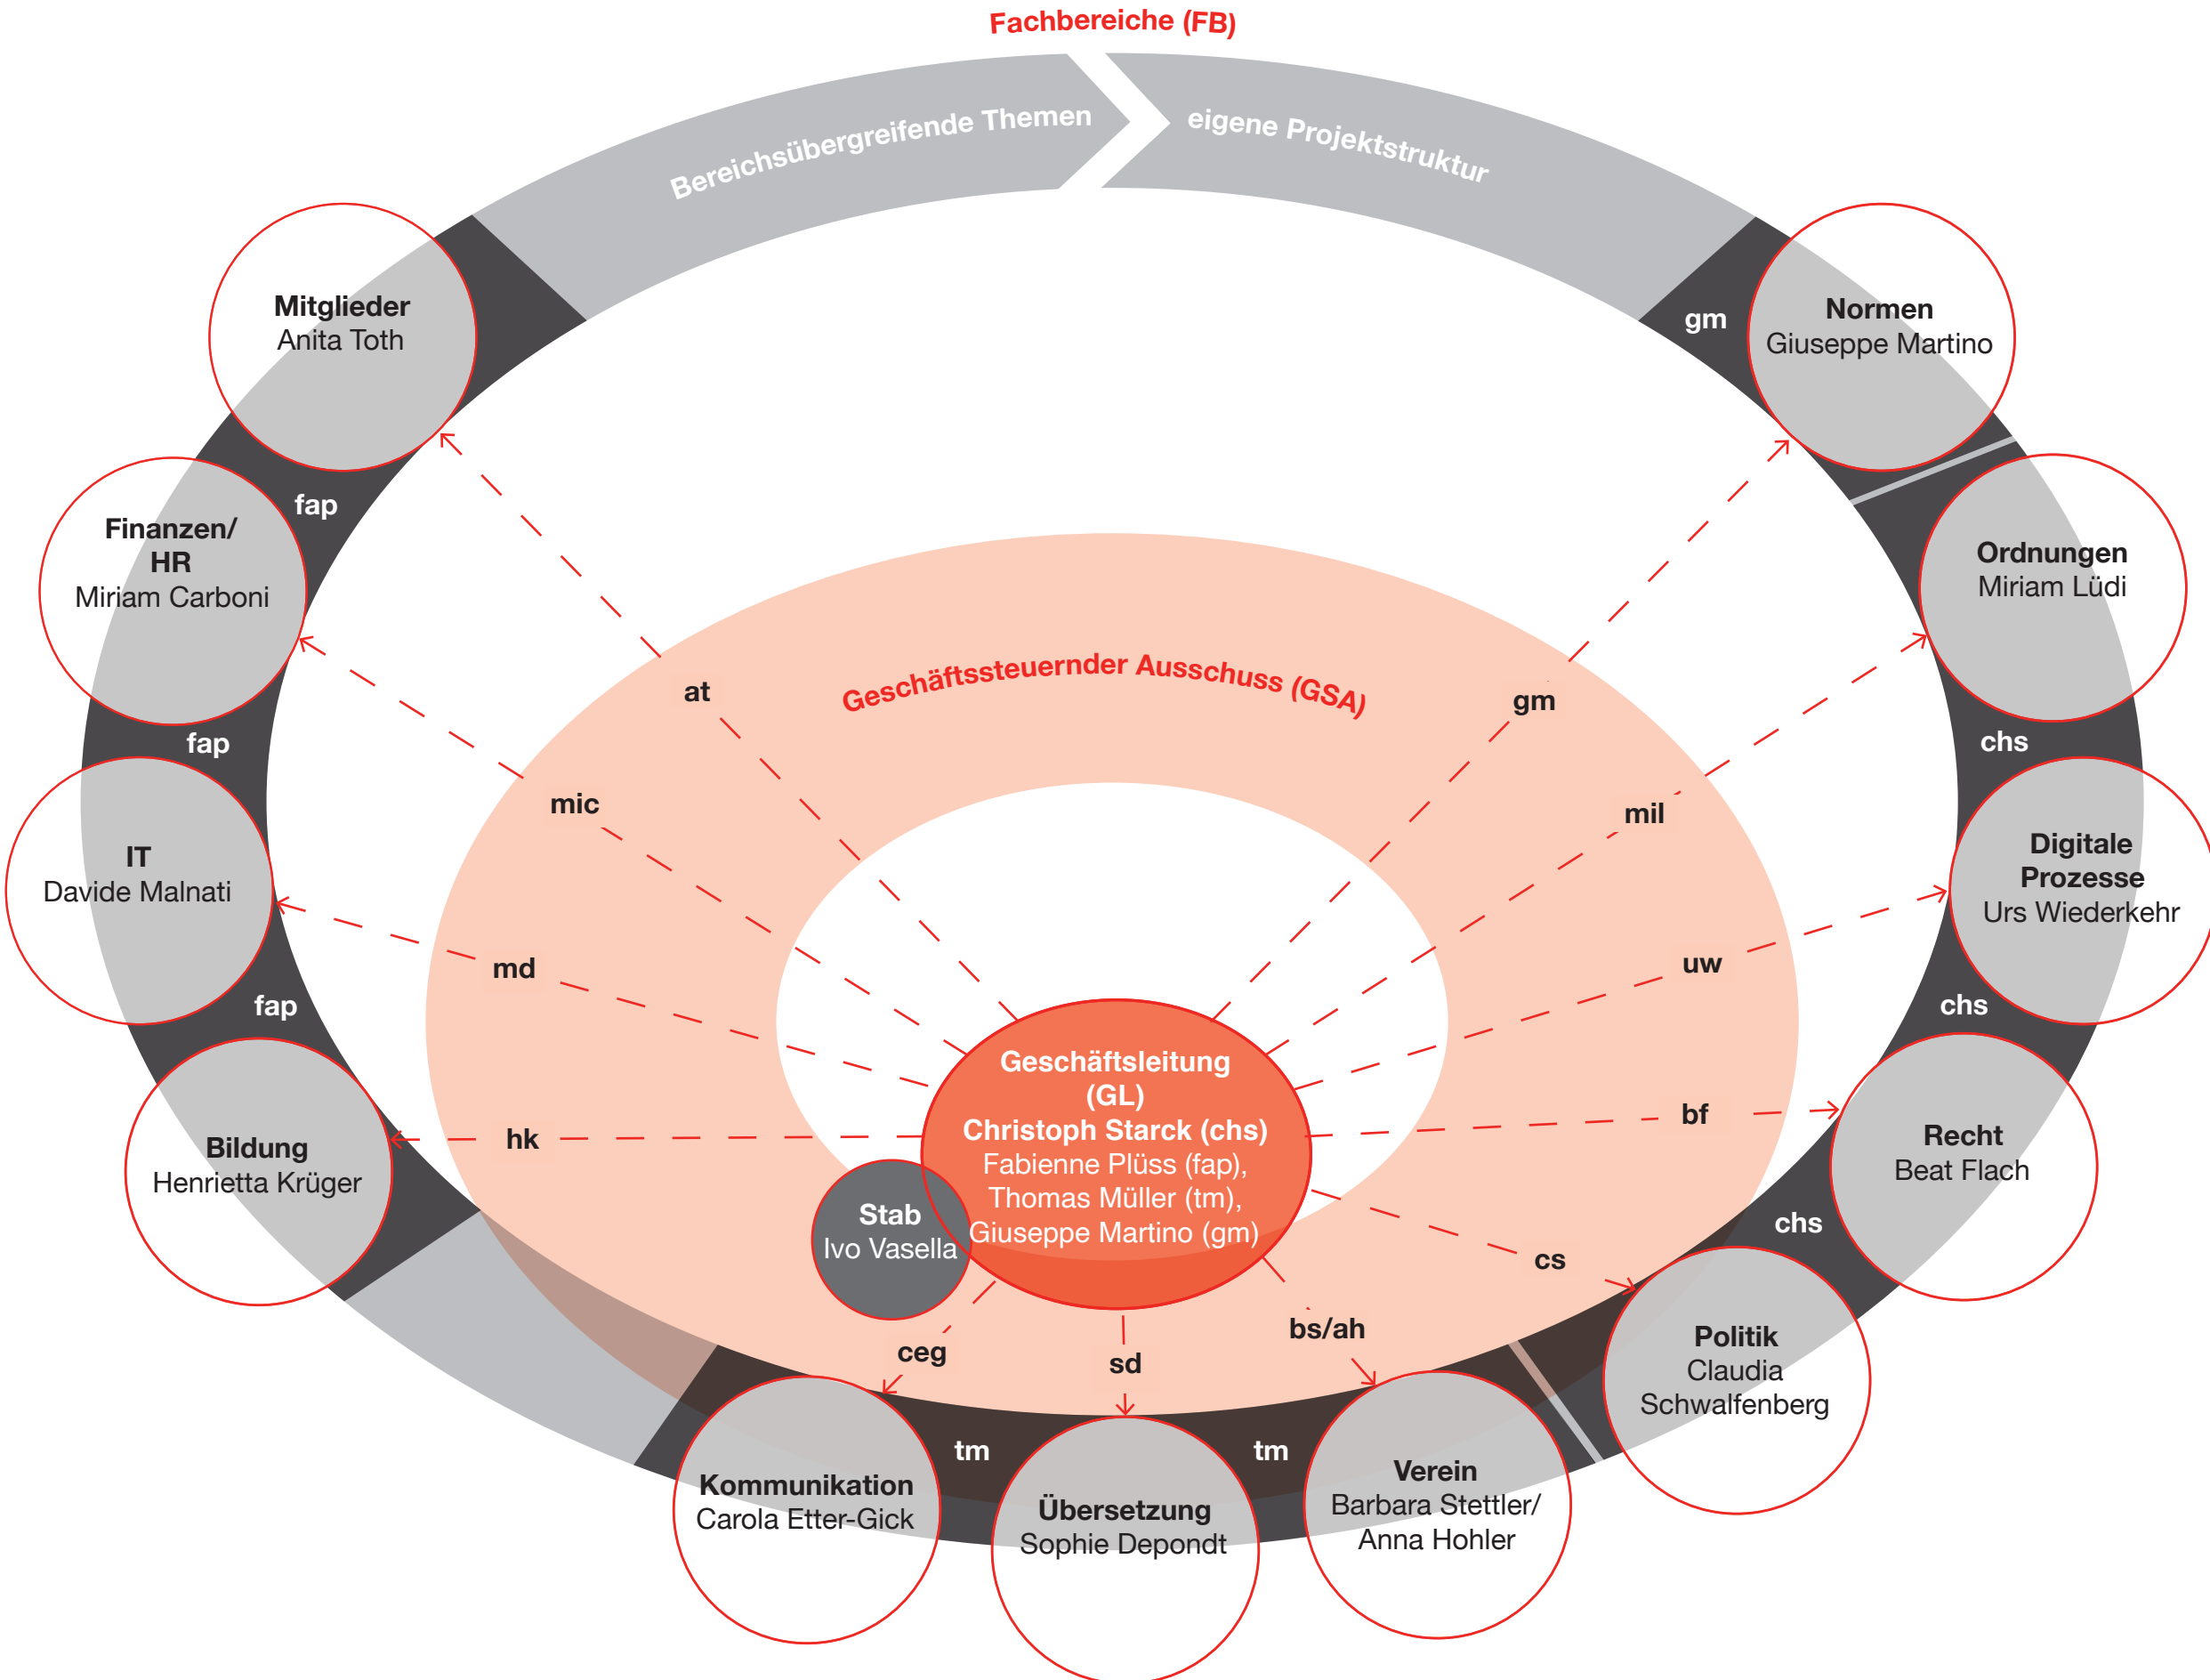 Fachbereiche (FB)
Bereichsübergreifende Themen
eigene Projektstruktur
Mitglieder
Anita Toth
gm
Normen
Giuseppe Martino
fap
Finanzen/
HR
Miriam Carboni
Ordnungen
Miriam Lüdi
Geschäftssteuernder Ausschuss (GSA)
at
gm
fap
chs
mic
mil
IT
Davide Malnati
Digitale
Prozesse
Urs Wiederkehr
md
uw
fap
chs
Geschäftsleitung
(GL)
Christoph Starck (chs)
Fabienne Plüss (fap),
Thomas Müller (tm),
Giuseppe Martino (gm)
hk
bf
Bildung
Henrietta Krüger
Recht
Beat Flach
Stab
Ivo Vasella
chs
cs
ceg
sd
bs/ah
Politik
Claudia
Schwalfenberg
tm
tm
Kommunikation
Carola Etter-Gick
Übersetzung
Sophie Depondt
Verein
Barbara Stettler/
Anna Hohler